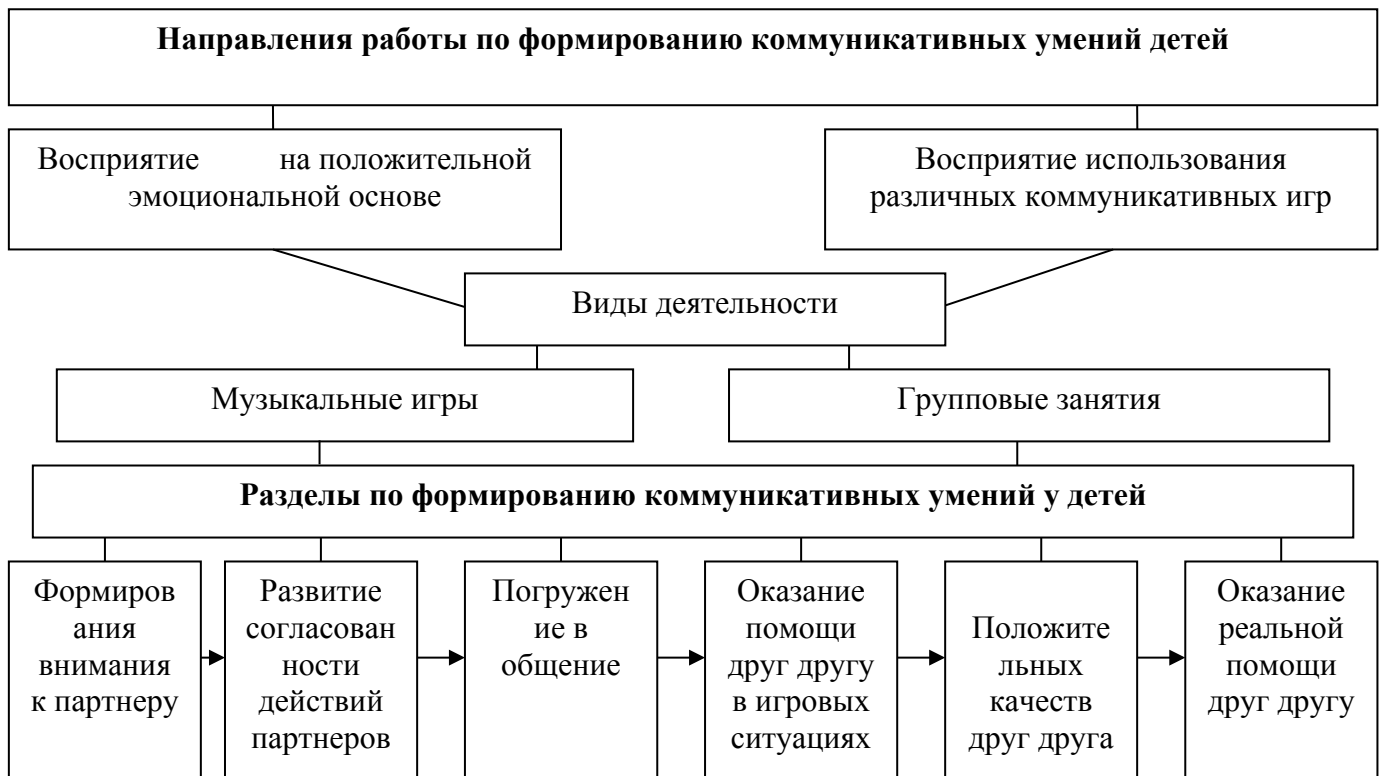 Направления работы по формированию коммуникативных умений детей
Восприятие на положительной
эмоциональной основе
Восприятие использования
различных коммуникативных игр
Виды деятельности
Музыкальные игры
Групповые занятия
Разделы по формированию коммуникативных умений у детей
Формиров
ания
внимания
к партнеру
Развитие
согласован
ности
действий
партнеров
Погружен
ие в
общение
Оказание
помощи
друг другу
в игровых
ситуациях
Положите
льных
качеств
друг друга
Оказание
реальной
помощи
друг другу